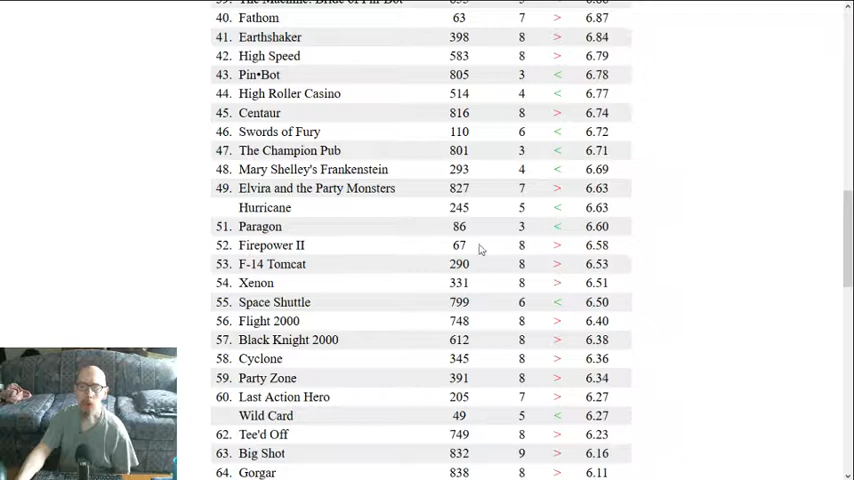 39. The Machine: Bride of Pin•Bot
40. Fathom 63 7 > 6.87
41. Earthshaker 398 8 > 6.84
42. High Speed 583 8 > 6.79
43. Pin•Bot 805 3 < 6.78
44. High Roller Casino 514 4 < 6.77
45. Centaur 816 8 > 6.74
46. Swords of Fury 110 6 < 6.72
47. The Champion Pub 801 3 < 6.71
48. Mary Shelley's Frankenstein 293 4 < 6.69
49. Elvira and the Party Monsters 827 7 > 6.63
Hurricane 245 5 < 6.63
51. Paragon 86 3 < 6.60
52. Firepower II 67 8 > 6.58
53. F-14 Tomcat 290 8 > 6.53
54. Xenon 331 8 > 6.51
55. Space Shuttle 799 6 < 6.50
56. Flight 2000 748 8 > 6.40
57. Black Knight 2000 612 8 > 6.38
58. Cyclone 345 8 > 6.36
59. Party Zone 391 8 > 6.34
60. Last Action Hero 205 7 > 6.27
Wild Card 49 5 < 6.27
62. Tee'd Off 749 8 > 6.23
63. Big Shot 832 9 > 6.16
64. Gorgar 838 8 > 6.11